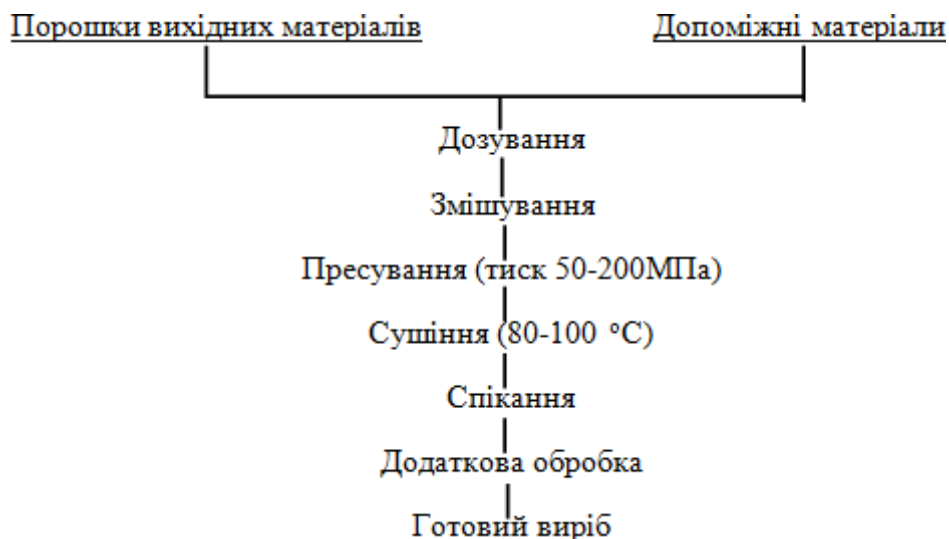 Порошки вихідних матеріалів
Допоміжні матеріали
Дозування
Змішування
Пресування (тиск 50-200МПа)
Сушіння (80-100 °С)
Спікання
Додаткова обробка
Готовий виріб